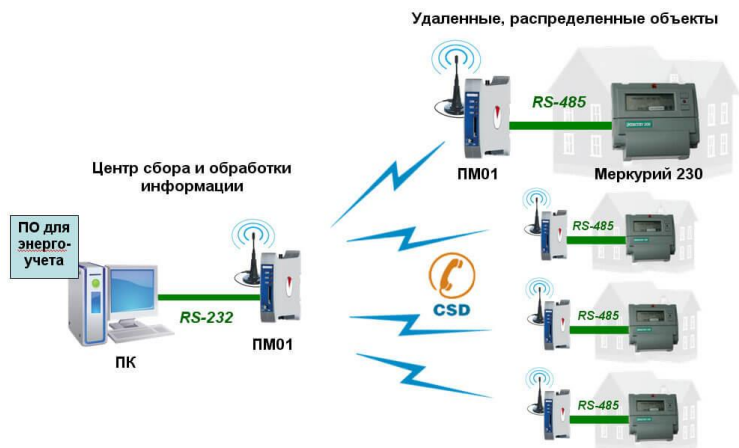 Удаленные, распределенные объекты
RS-485
ПМ01
Меркурий 230
Центр сбора и обработки
информации
ПО для
энерго-
учета
RS-232
ПК
ПМ01
CSD
RS-485
RS-485
RS-485